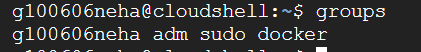 g100606neha@cloudshell:~$ groups
g100606neha adm sudo docker